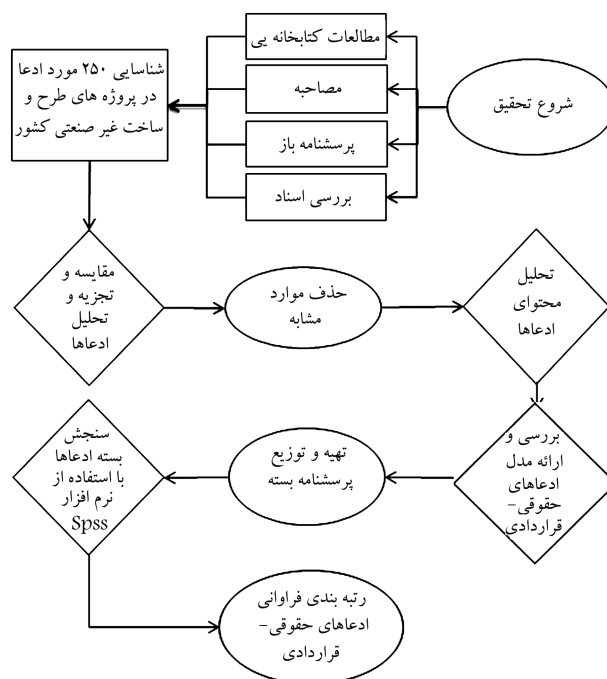 شروع تحقیق
مطالعات کتابخانه یی
مصاحبه
پرسشنامه باز
بررسی اسناد
شناسایی ۲۵۰ مورد ادعا
در پروژه های طرح و
ساخت غیر صنعتی کشور
مقایسه و
تجزیه و
تحلیل
ادعاها
حذف موارد
مشابه
تحلیل
محتوای
ادعاها
بررسی و
ارائه مدل
ادعاهای
حقوقی-
قراردادی
تهیه و توزیع
پرسشنامه بسته
سنجش
بسته ادعاها
با استفاده از
نرم افزار
Spss
رتبه بندی فراوانی
ادعاهای حقوقی-
قراردادی